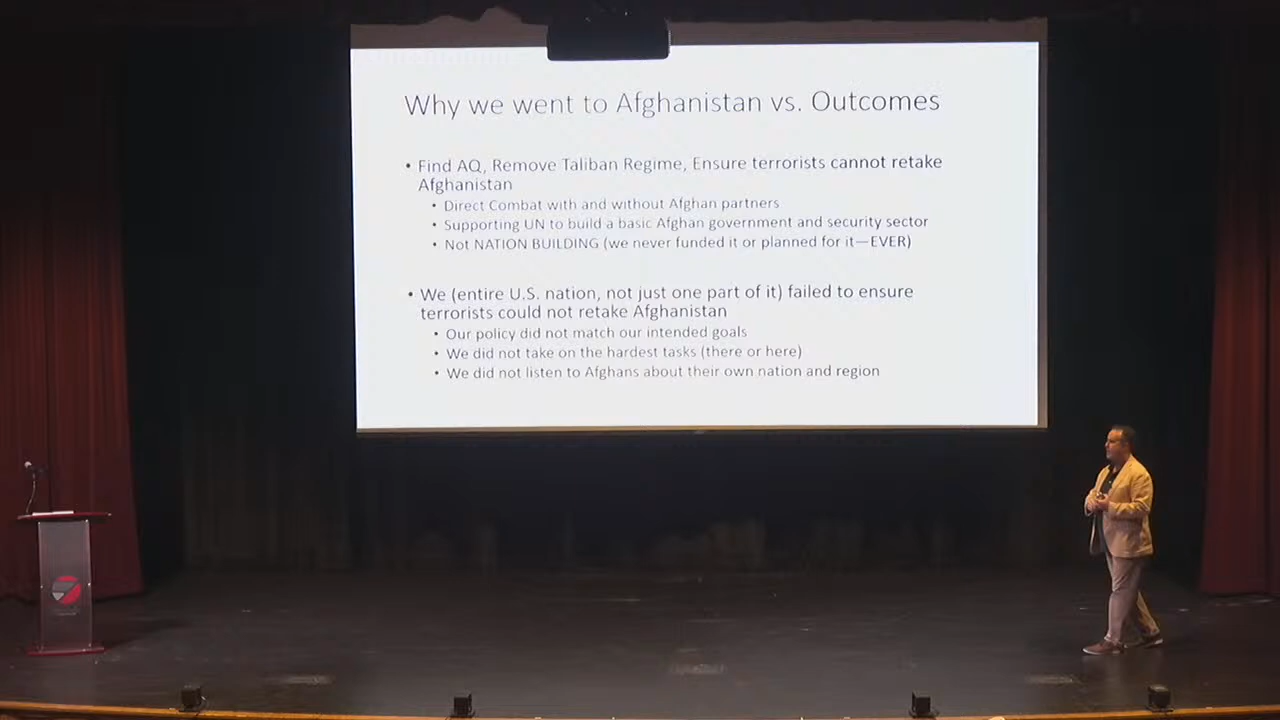 Why we went to Afghanistan vs. Outcomes
• Find AQ, Remove Taliban Regime, Ensure terrorists cannot retake
Afghanistan
• Direct Combat with and without Afghan partners
• Supporting UN to build a basic Afghan government and security sector
• Not NATION BUILDING (we never funded it or planned for it—EVER)
• We (entire U.S. nation, not just one part of it) failed to ensure
terrorists could not retake Afghanistan
• Our policy did not match our intended goals
• We did not take on the hardest tasks (there or here)
• We did not listen to Afghans about their own nation and region